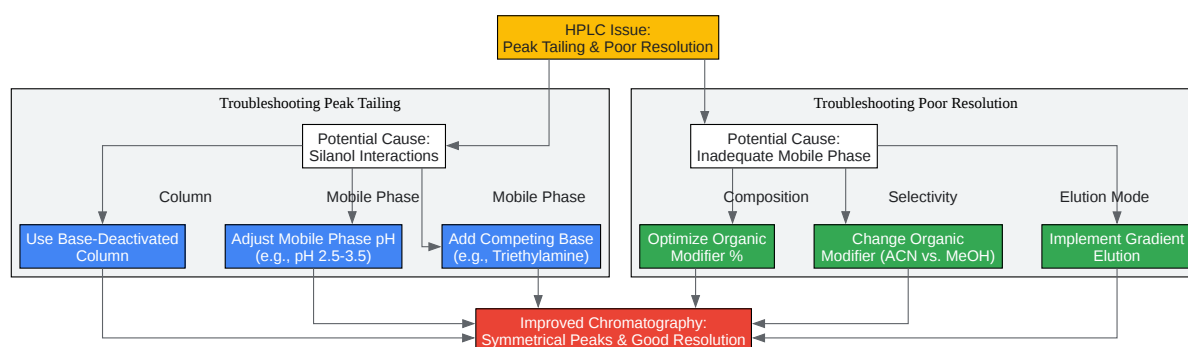 HPLC Issue:
Peak Tailing & Poor Resolution
Troubleshooting Peak Tailing
Troubleshooting Poor Resolution
Potential Cause:
Silanol Interactions
Potential Cause:
Inadequate Mobile Phase
Column
Mobile Phase
Mobile Phase
Composition
Selectivity
Elution Mode
Use Base-Deactivated
Column
Adjust Mobile Phase pH
(e.g., pH 2.5-3.5)
Add Competing Base
(e.g., Triethylamine)
Optimize Organic
Modifier %
Change Organic
Modifier (ACN vs. MeOH)
Implement Gradient
Elution
Improved Chromatography:
Symmetrical Peaks & Good Resolution